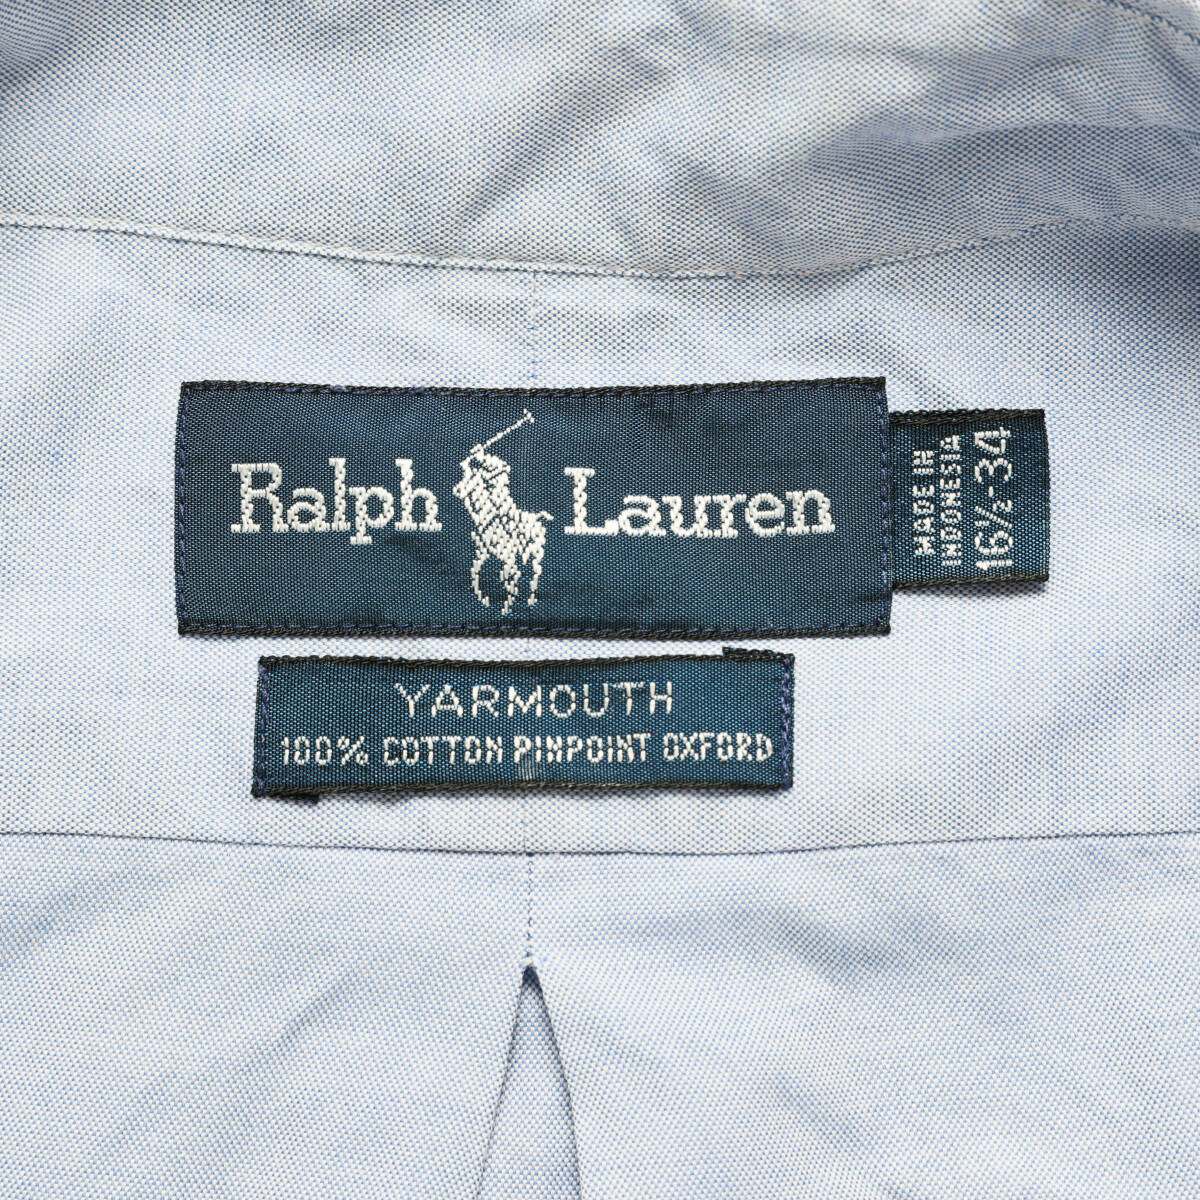 Ralph Lauren
MADE IN
INDONESIA
16½-34
YARMOUTH
100% COTTON PINPOINT OXFORD